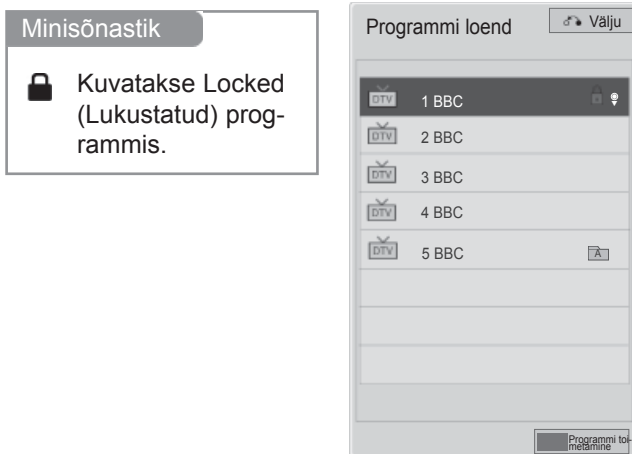 Minisõnastik
Kuvatakse Locked
(Lukustatud) prog-
rammis.
Programmi loend
Välju
DTV 1 BBC
DTV 2 BBC
DTV 3 BBC
DTV 4 BBC
DTV 5 BBC A
Programmi toi-
metamine